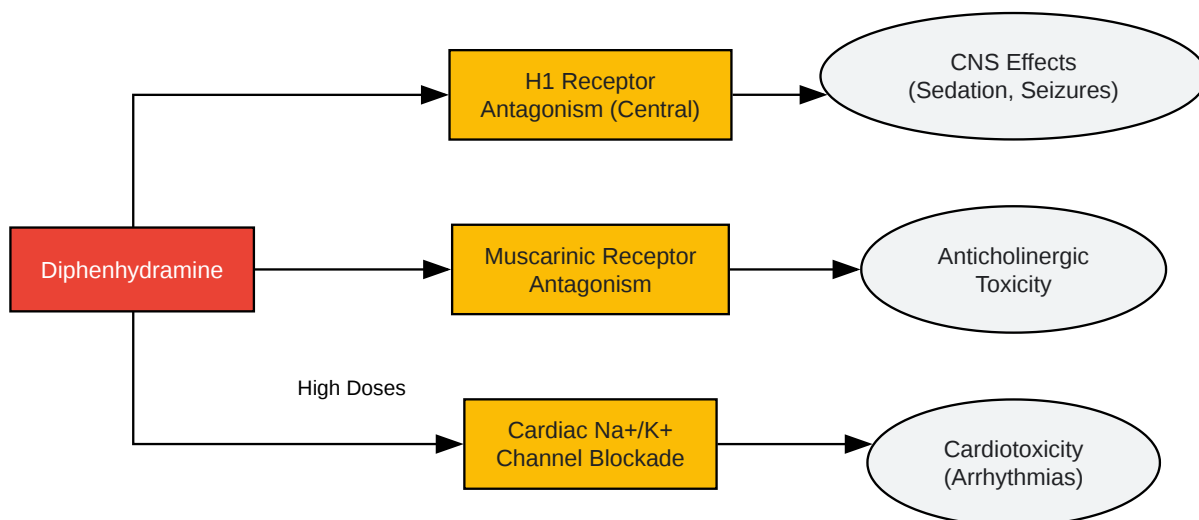 H1 Receptor
Antagonism (Central)
CNS Effects
(Sedation, Seizures)
Diphenhydramine
Muscarinic Receptor
Antagonism
Anticholinergic
Toxicity
High Doses
Cardiac Na+/K+
Channel Blockade
Cardiotoxicity
(Arrhythmias)